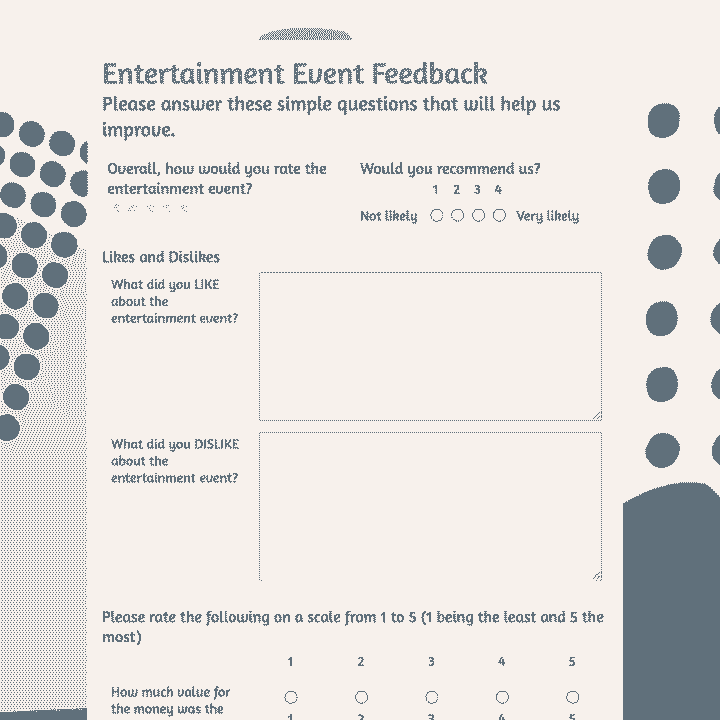 Entertainment Event Feedback
Please answer these simple questions that will help us
improve.
Overall, how would you rate the
entertainment event?
Would you recommend us?
1 2 3 4
Not likely Very likely
Likes and Dislikes
What did you LIKE
about the
entertainment event?
What did you DISLIKE
about the
entertainment event?
Please rate the following on a scale from 1 to 5 (1 being the least and 5 the
most)
1 2 3 4 5
How much value for
the money was the
1 2 3 4 5